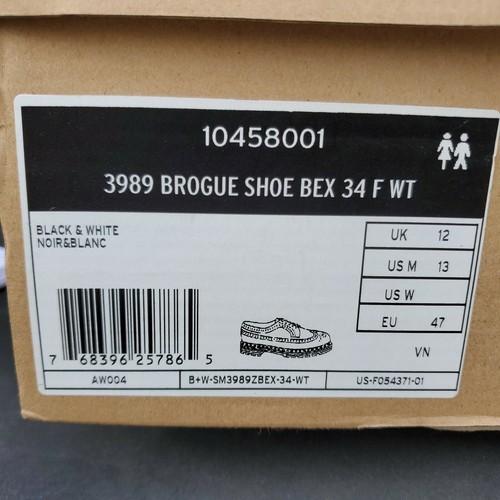 10458001
3989 BROGUE SHOE BEX 34 F WT
BLACK & WHITE
NOIR&BLANC
UK 12
US M 13
US W
EU 47
VN
7 68396 25786 5
AW004 B+W-SM3989ZBEX-34-WT US-F054371-01